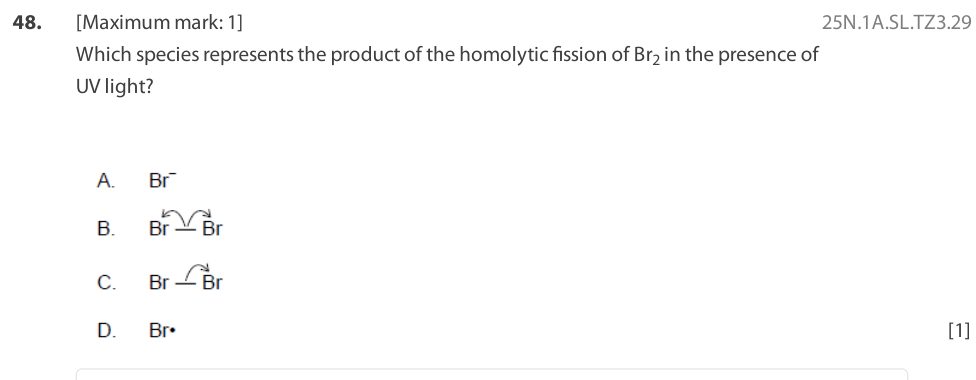 48. [Maximum mark: 1] 25N.1A.SL.TZ3.29
Which species represents the product of the homolytic fission of Br₂ in the presence of
UV light?
A. Br⁻
B. Br — Br
C. Br — Br
D. Br• [1]